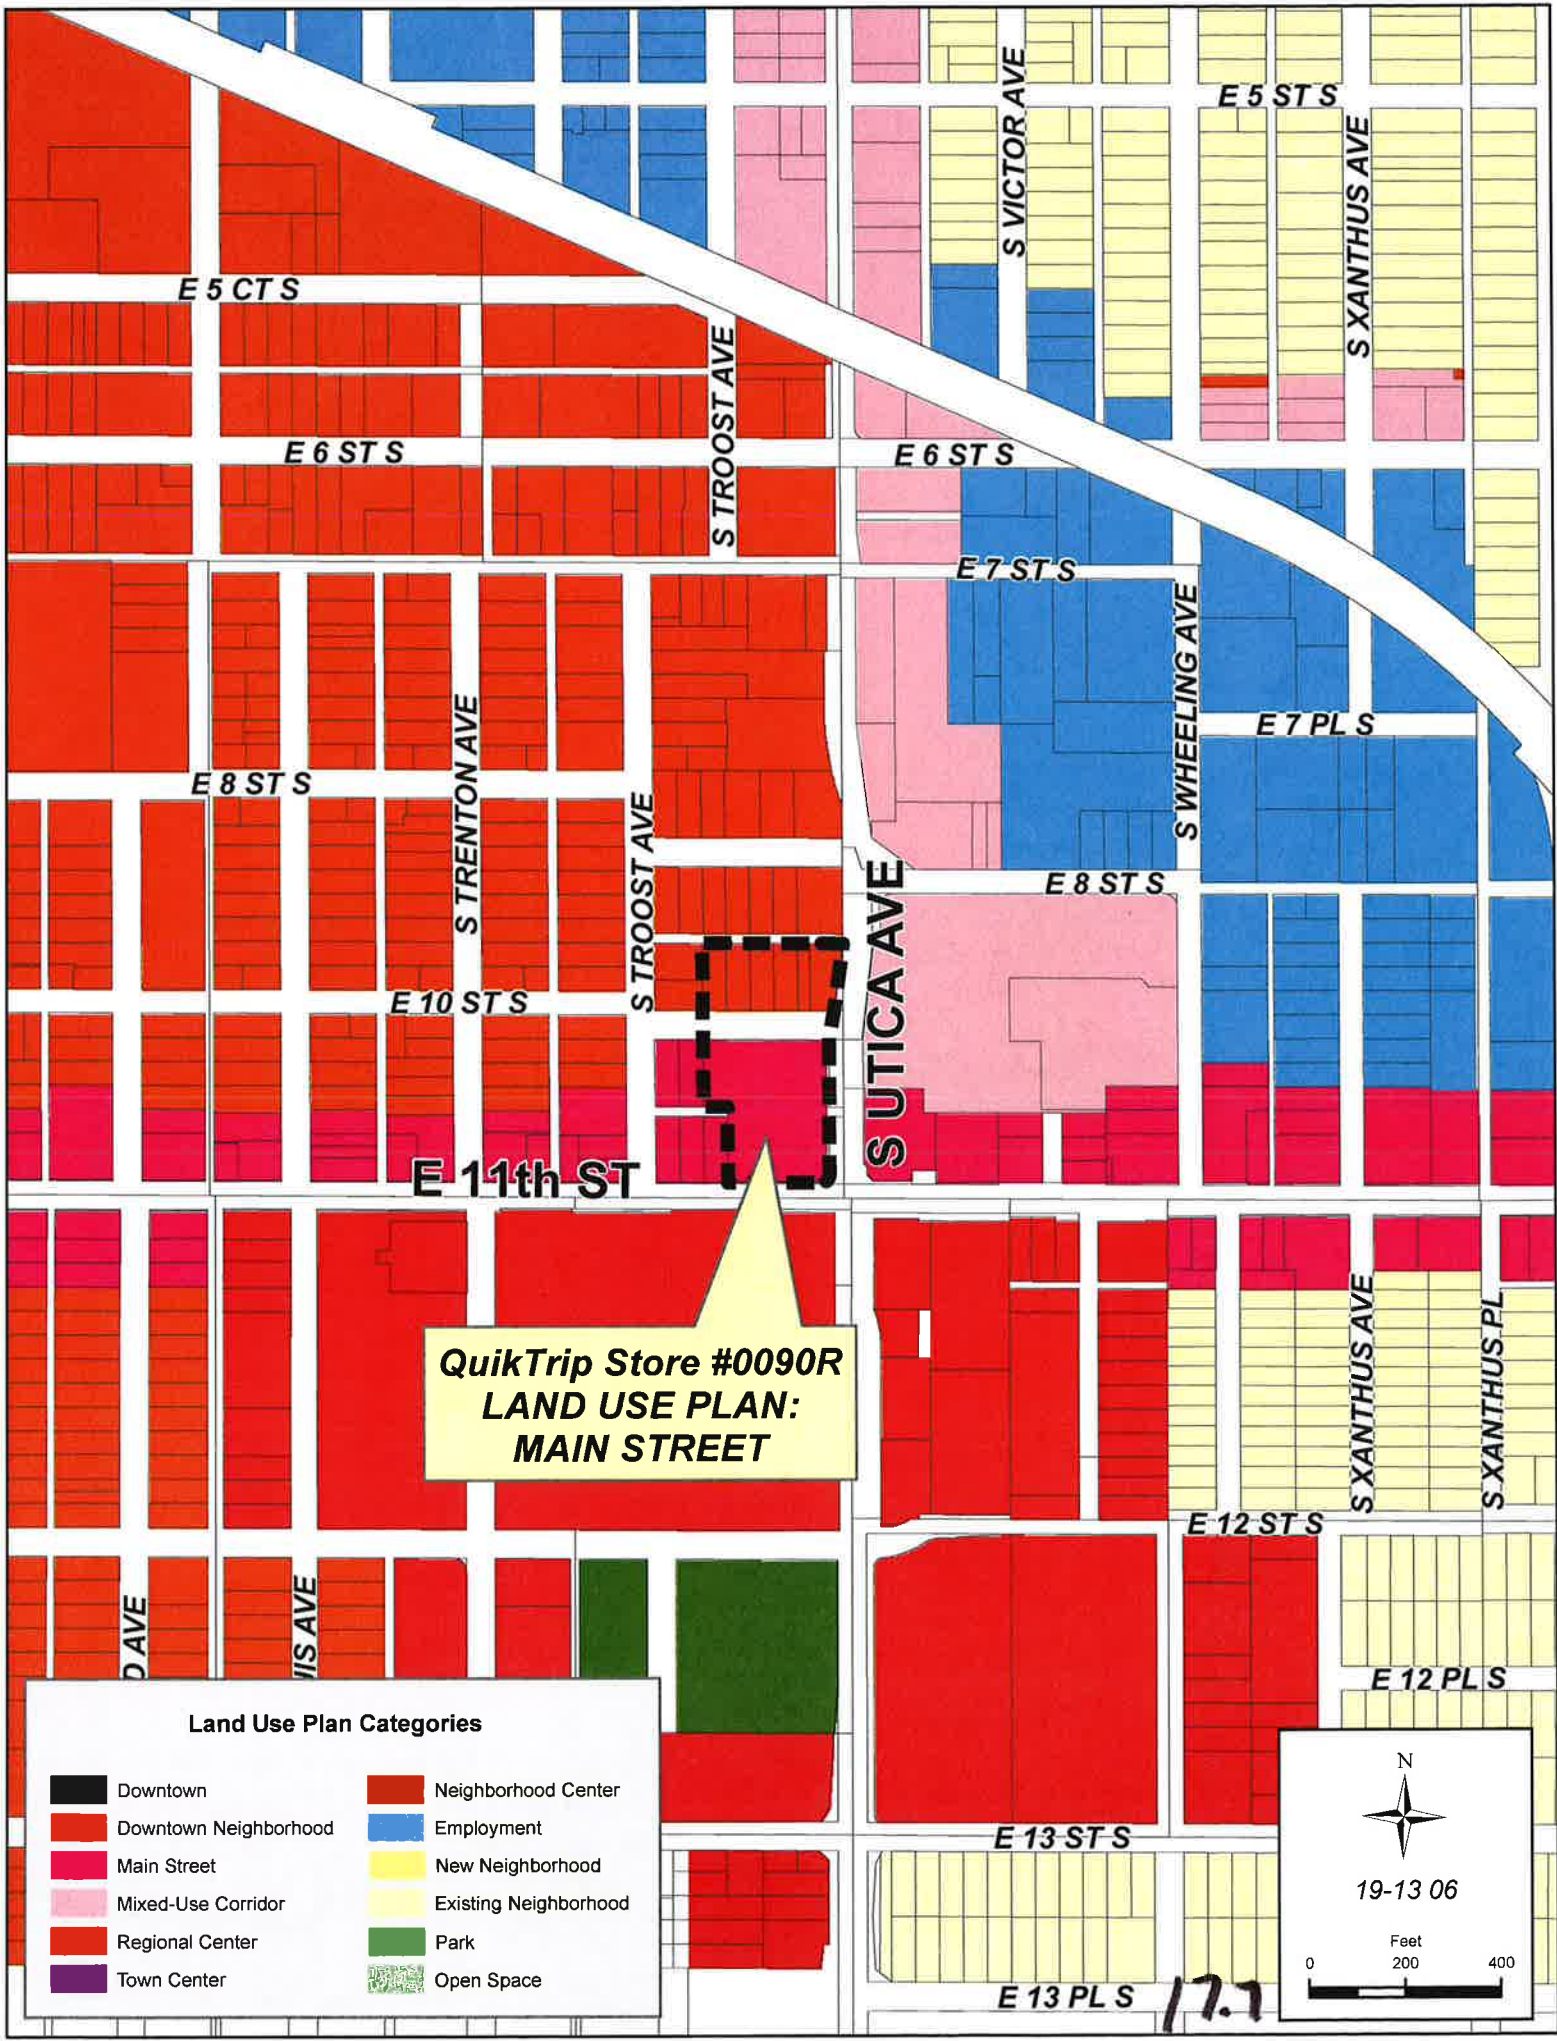 E 5 ST S
S VICTOR AVE
S XANTHUS AVE
E 5 CT S
S TROOST AVE
E 6 ST S
E 6 ST S
E 7 ST S
S WHEELING AVE
E 7 PL S
S TRENTON AVE
E 8 ST S
S TROOST AVE
S UTICA AVE
E 8 ST S
E 10 ST S
E 11th ST
QuikTrip Store #0090R
LAND USE PLAN:
MAIN STREET
S XANTHUS AVE
S XANTHUS PL
E 12 ST S
D AVE
IS AVE
E 12 PL S
Land Use Plan Categories
Downtown
Downtown Neighborhood
Main Street
Mixed-Use Corridor
Regional Center
Town Center
Neighborhood Center
Employment
New Neighborhood
Existing Neighborhood
Park
Open Space
E 13 ST S
E 13 PL S
17.7
N
19-13 06
Feet
0 200 400